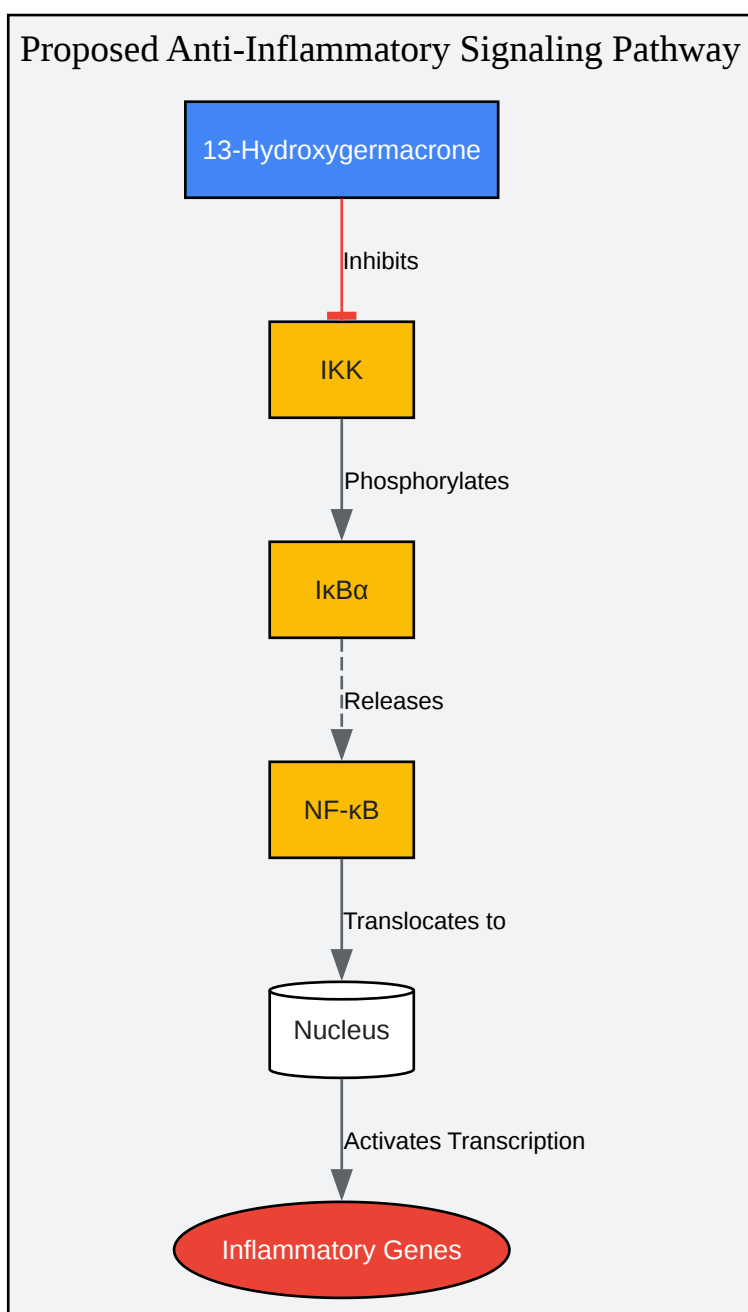 Proposed Anti-Inflammatory Signaling Pathway
13-Hydroxygermacrone
Inhibits
IKK
Phosphorylates
IκBα
Releases
NF-κB
Translocates to
Nucleus
Activates Transcription
Inflammatory Genes